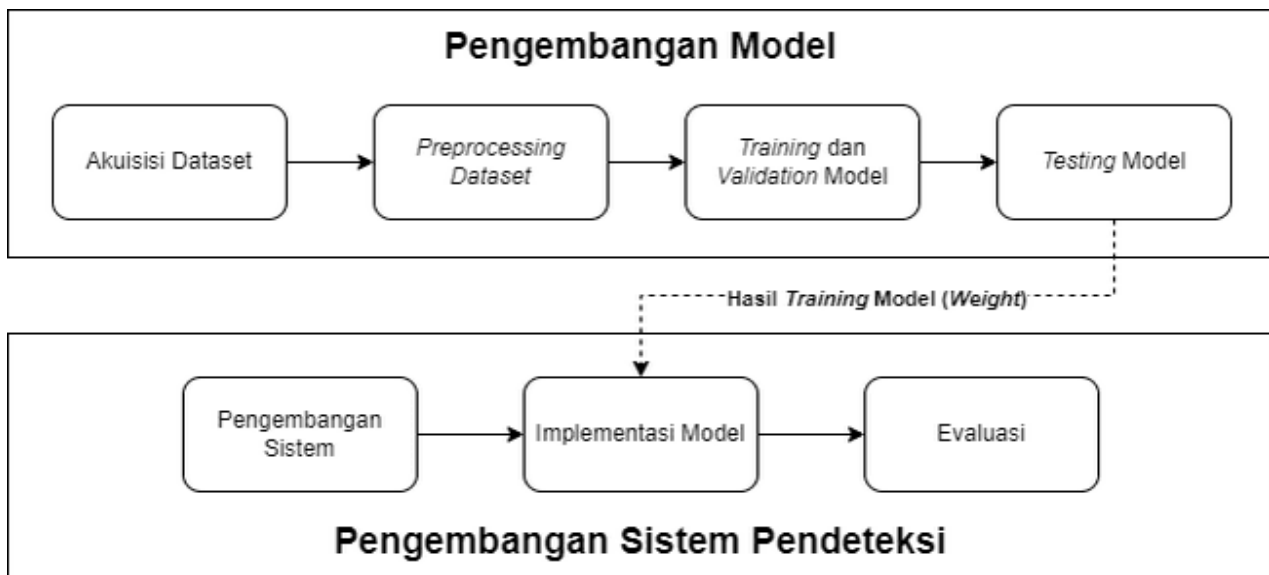 Pengembangan Model
Akuisisi Dataset
Preprocessing
Dataset
Training dan
Validation Model
Testing Model
Hasil Training Model (Weight)
Pengembangan
Sistem
Implementasi Model
Evaluasi
Pengembangan Sistem Pendeteksi